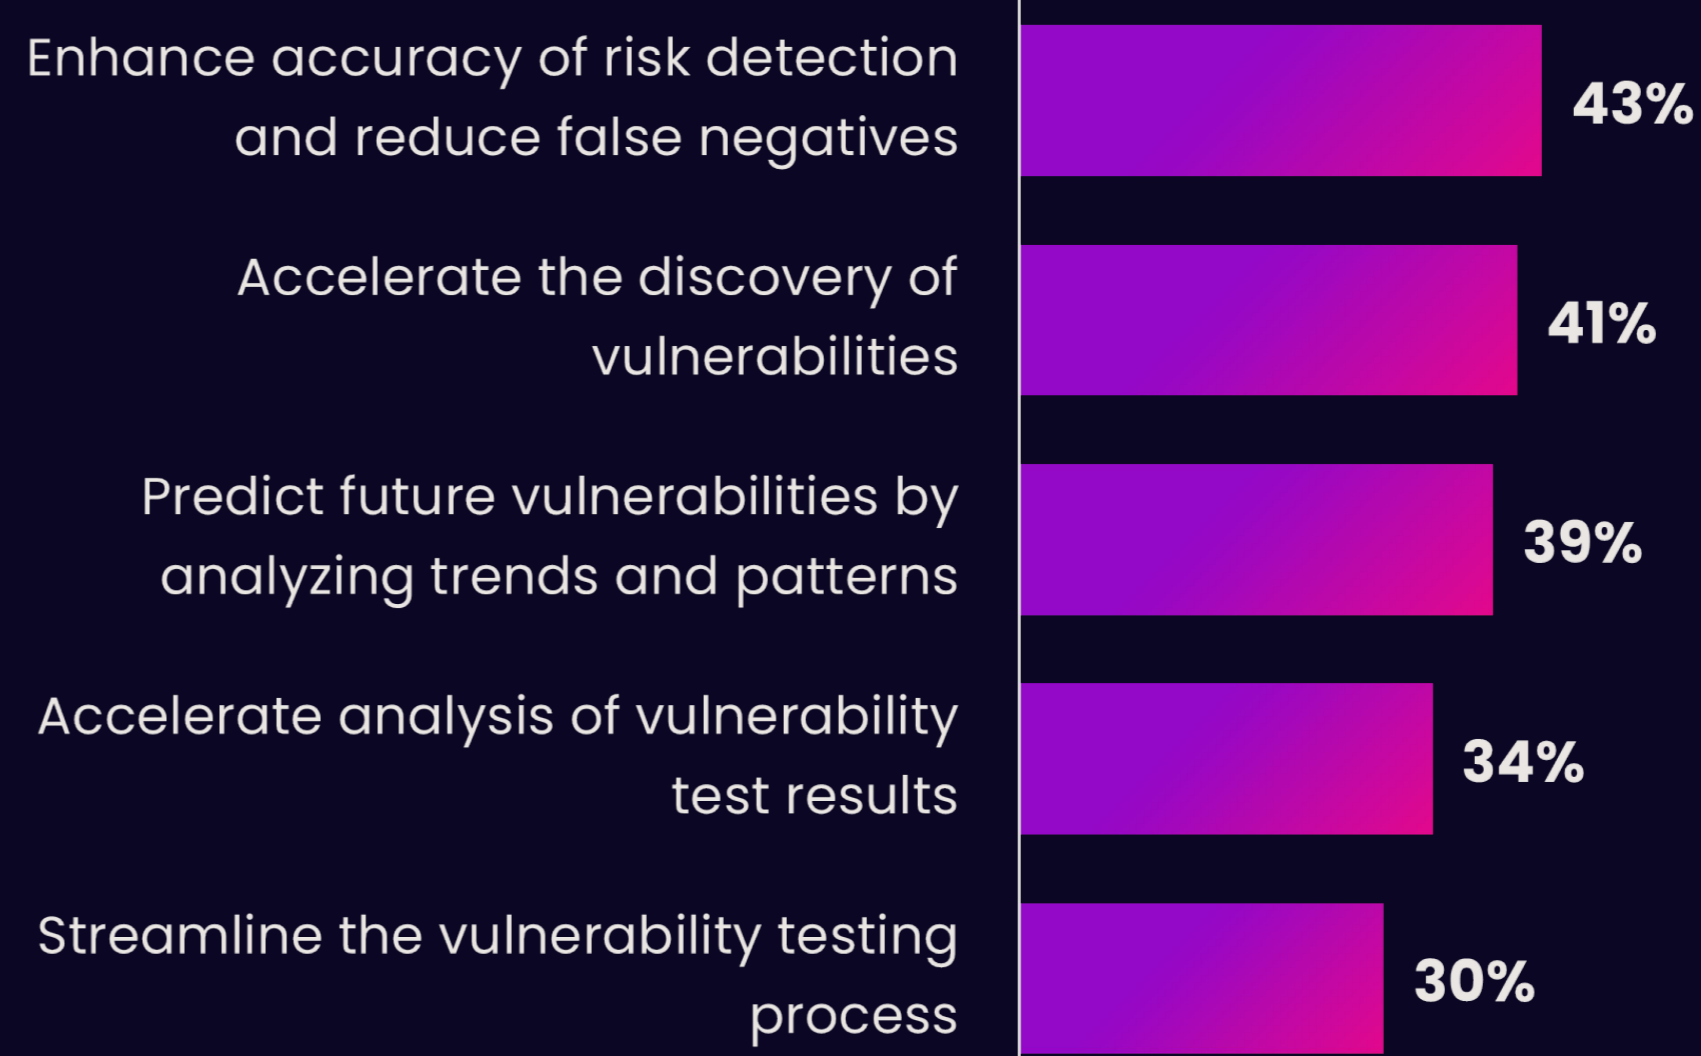 Enhance accuracy of risk detection
and reduce false negatives
43%
Accelerate the discovery of
vulnerabilities
41%
Predict future vulnerabilities by
analyzing trends and patterns
39%
Accelerate analysis of vulnerability
test results
34%
Streamline the vulnerability testing
process
30%